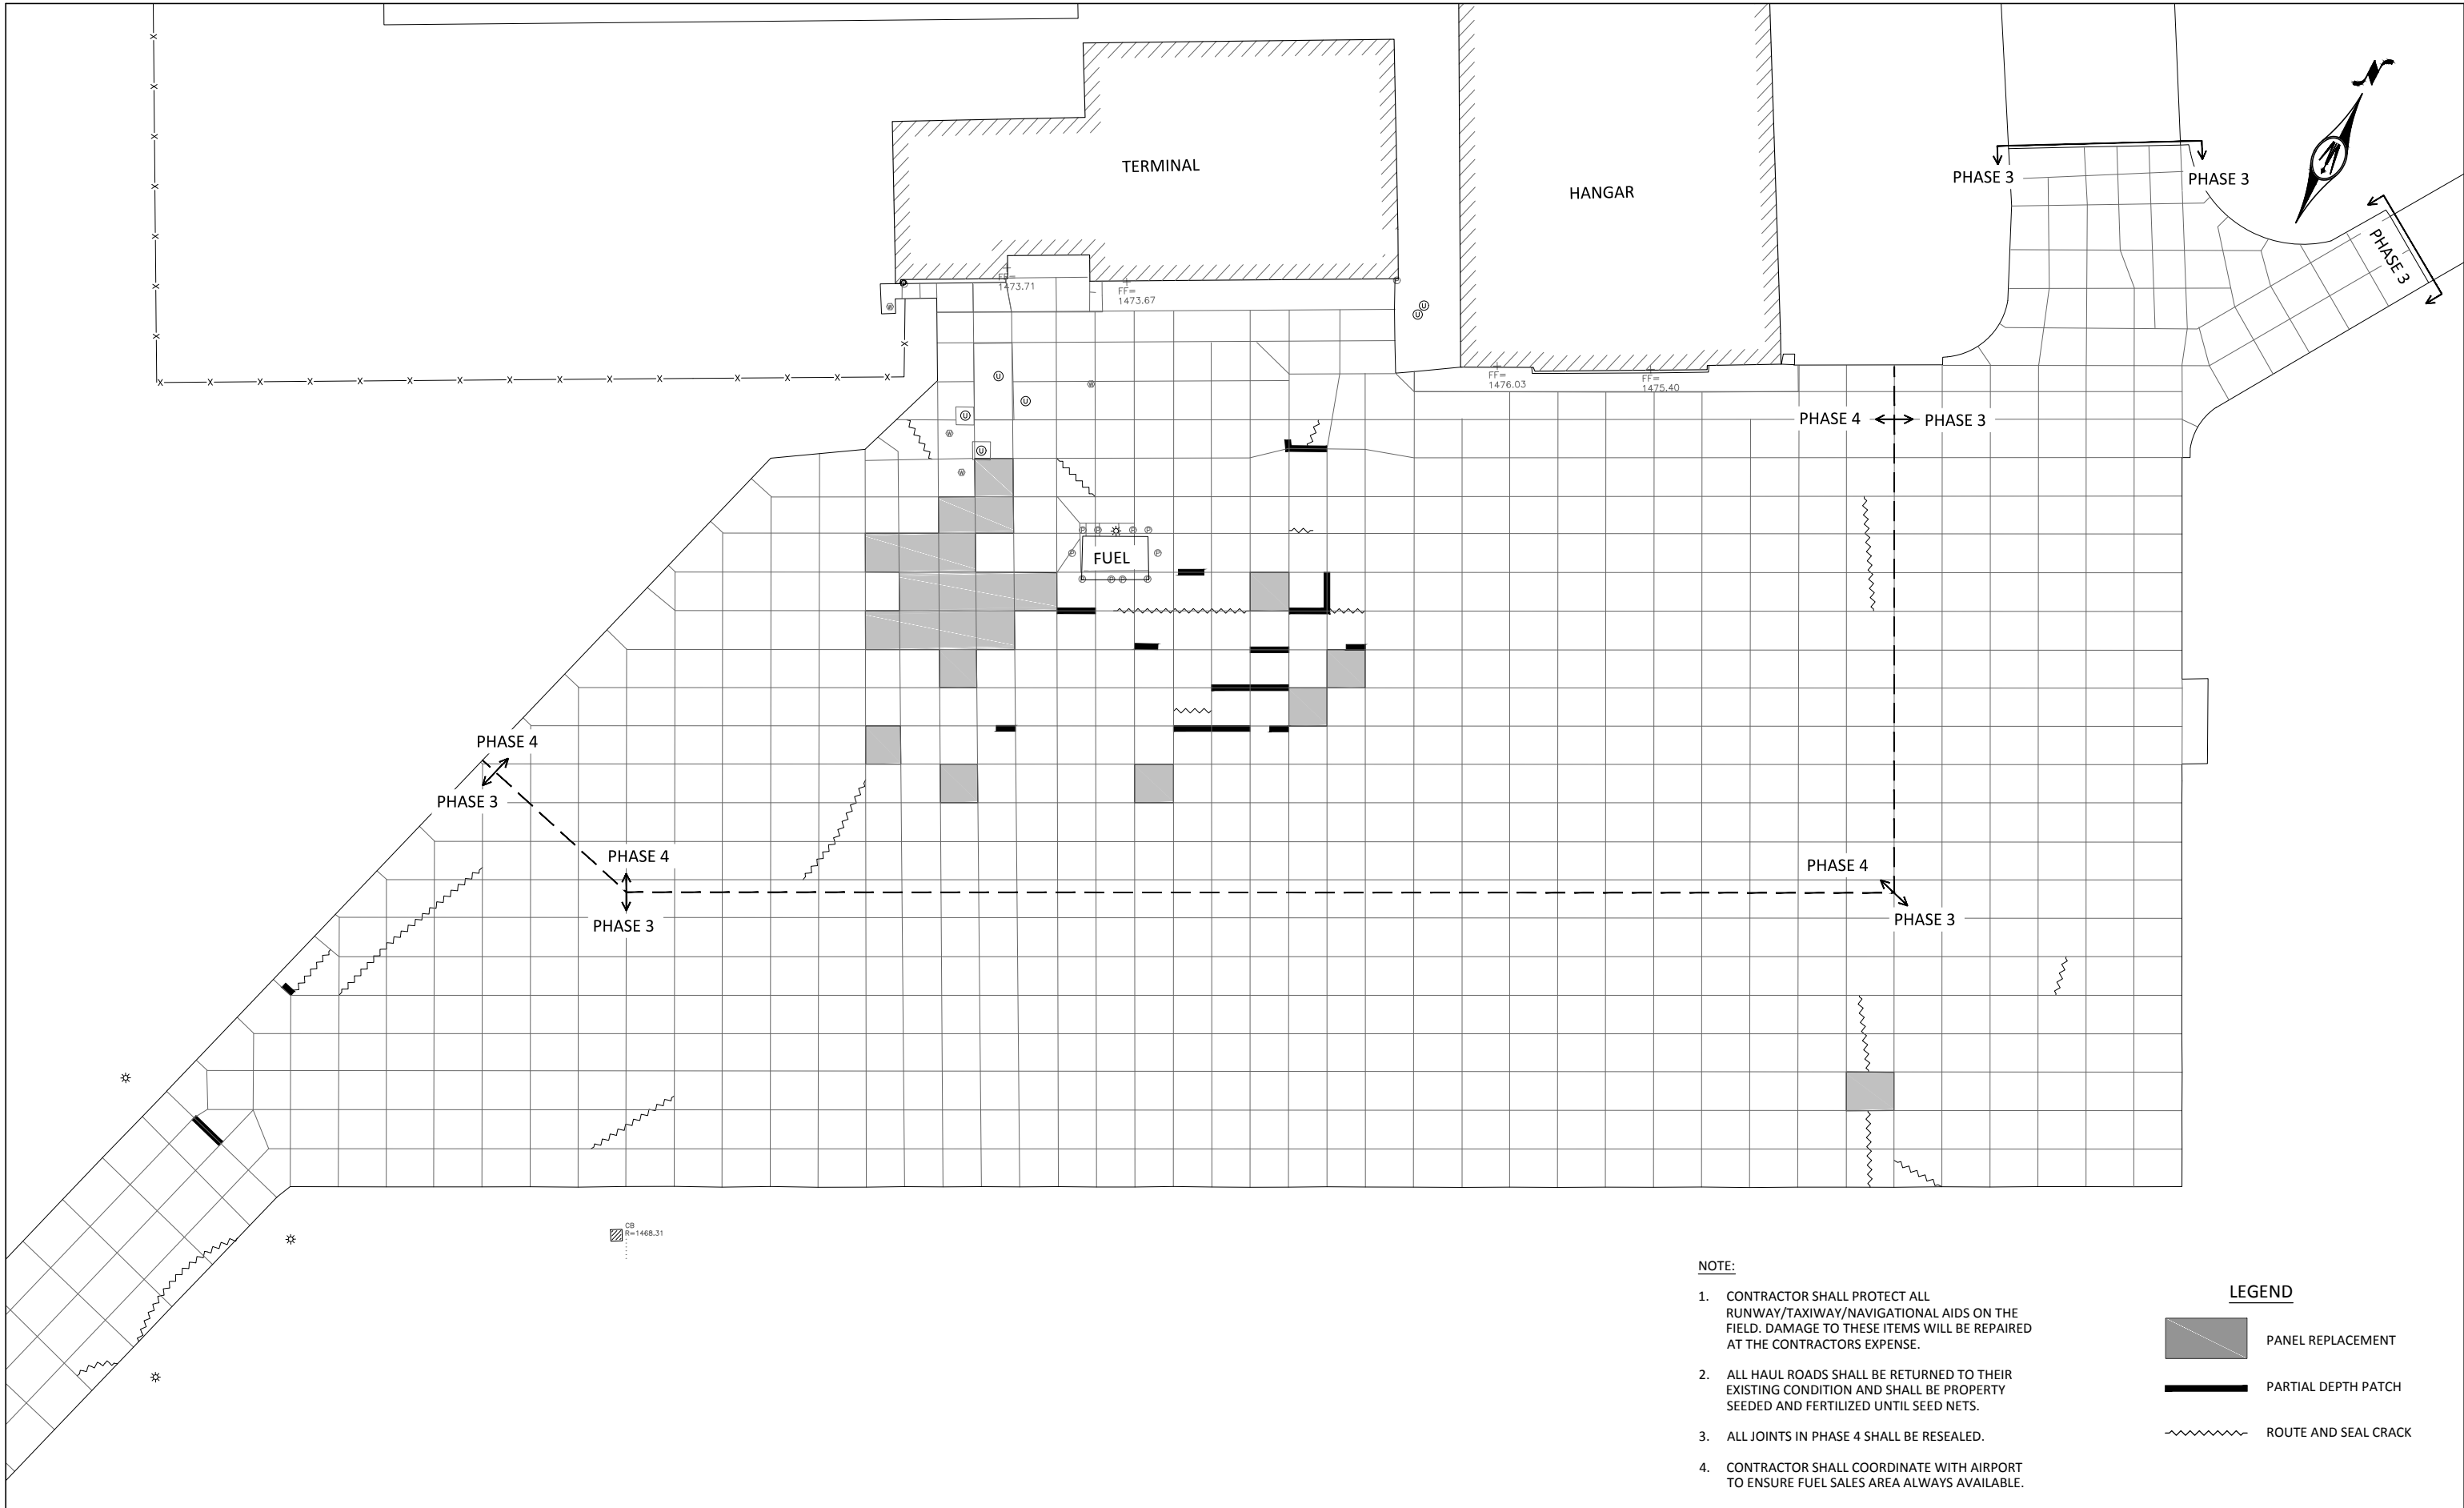 N
TERMINAL
HANGAR
PHASE 3
PHASE 3
PHASE 3
FF=
1473.71
FF=
1473.67
FF=
1476.03
FF=
1475.40
PHASE 4
PHASE 3
FUEL
PHASE 4
PHASE 3
PHASE 4
PHASE 3
PHASE 4
PHASE 3
CB
R=1468.31
NOTE:
1. CONTRACTOR SHALL PROTECT ALL
RUNWAY/TAXIWAY/NAVIGATIONAL AIDS ON THE
FIELD. DAMAGE TO THESE ITEMS WILL BE REPAIRED
AT THE CONTRACTORS EXPENSE.
2. ALL HAUL ROADS SHALL BE RETURNED TO THEIR
EXISTING CONDITION AND SHALL BE PROPERTY
SEEDED AND FERTILIZED UNTIL SEED NETS.
3. ALL JOINTS IN PHASE 4 SHALL BE RESEALED.
4. CONTRACTOR SHALL COORDINATE WITH AIRPORT
TO ENSURE FUEL SALES AREA ALWAYS AVAILABLE.
LEGEND
PANEL REPLACEMENT
PARTIAL DEPTH PATCH
ROUTE AND SEAL CRACK